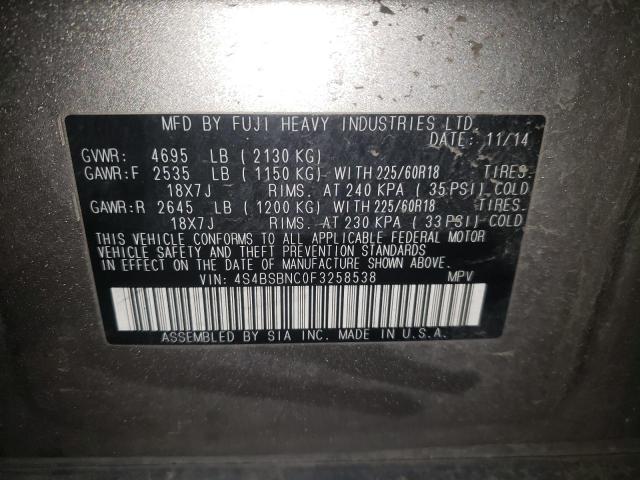 MFD BY FUJI HEAVY INDUSTRIES LTD.
DATE: 11/14
GVWR: 4695 LB (2130 KG)
GAWR:F 2535 LB (1150 KG) WITH 225/60R18 TIRES.
18X7J RIMS. AT 240 KPA (35 PSI) COLD
GAWR:R 2645 LB (1200 KG) WITH 225/60R18 TIRES.
18X7J RIMS. AT 230 KPA (33 PSI) COLD
THIS VEHICLE CONFORMS TO ALL APPLICABLE FEDERAL MOTOR
VEHICLE SAFETY AND THEFT PREVENTION STANDARDS
IN EFFECT ON DATE OF MANUFACTURE SHOWN ABOVE.
VIN: 4S4BSBNC0F3258538 MPV
ASSEMBLED BY SIA INC. MADE IN U.S.A.